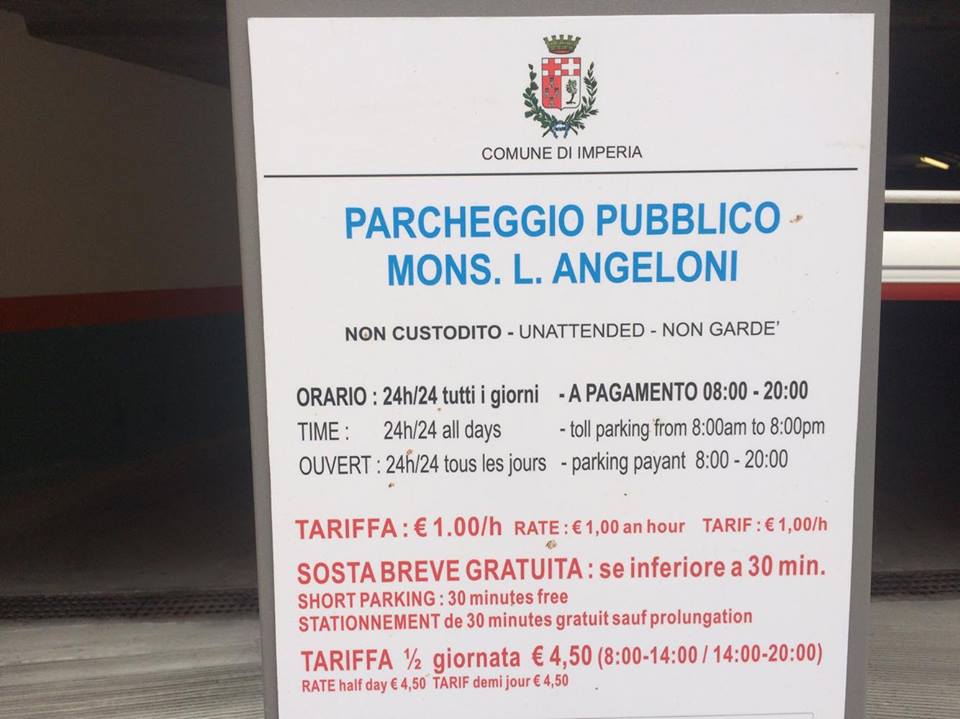 COMUNE DI IMPERIA
PARCHEGGIO PUBBLICO
MONS. L. ANGELONI
NON CUSTODITO - UNATTENDED - NON GARDE'
ORARIO : 24h/24 tutti i giorni - A PAGAMENTO 08:00 - 20:00
TIME : 24h/24 all days - toll parking from 8:00am to 8:00pm
OUVERT : 24h/24 tous les jours - parking payant 8:00 - 20:00
TARIFFA : € 1.00/h RATE : € 1,00 an hour TARIF : € 1,00/h
SOSTA BREVE GRATUITA : se inferiore a 30 min.
SHORT PARKING : 30 minutes free
STATIONNEMENT de 30 minutes gratuit sauf prolungation
TARIFFA ½ giornata € 4,50 (8:00-14:00 / 14:00-20:00)
RATE half day € 4,50 TARIF demi jour € 4,50